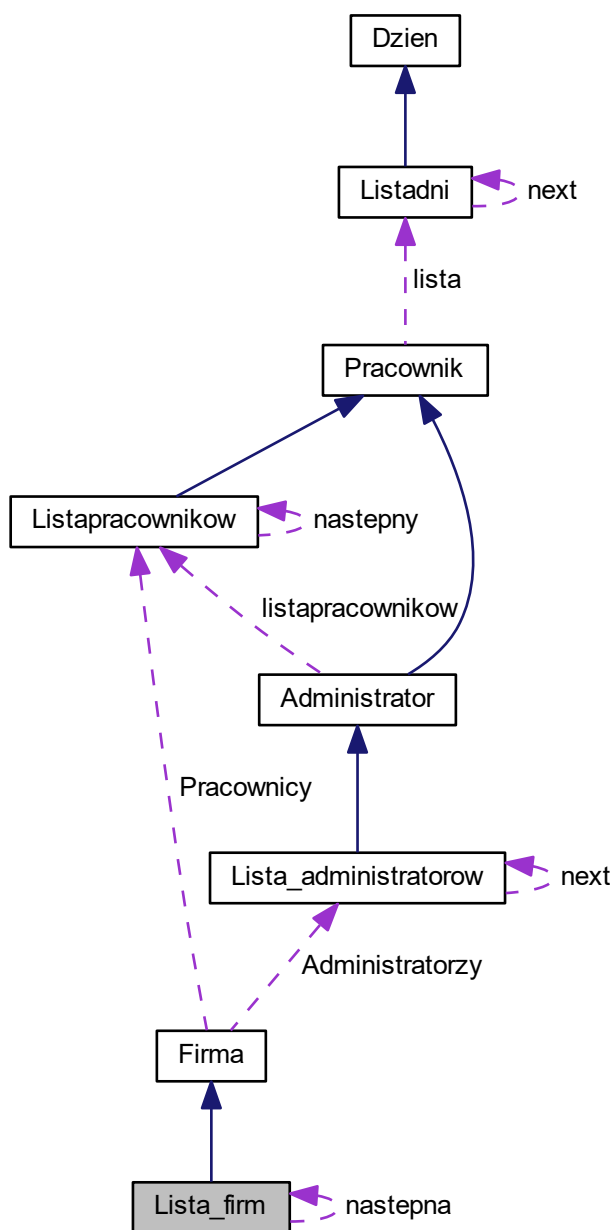 Dzien
Listadni
next
lista
Pracownik
Listapracownikow
nastepny
listapracownikow
Administrator
Pracownicy
Lista_administratorow
next
Administratorzy
Firma
Lista_firm
nastepna